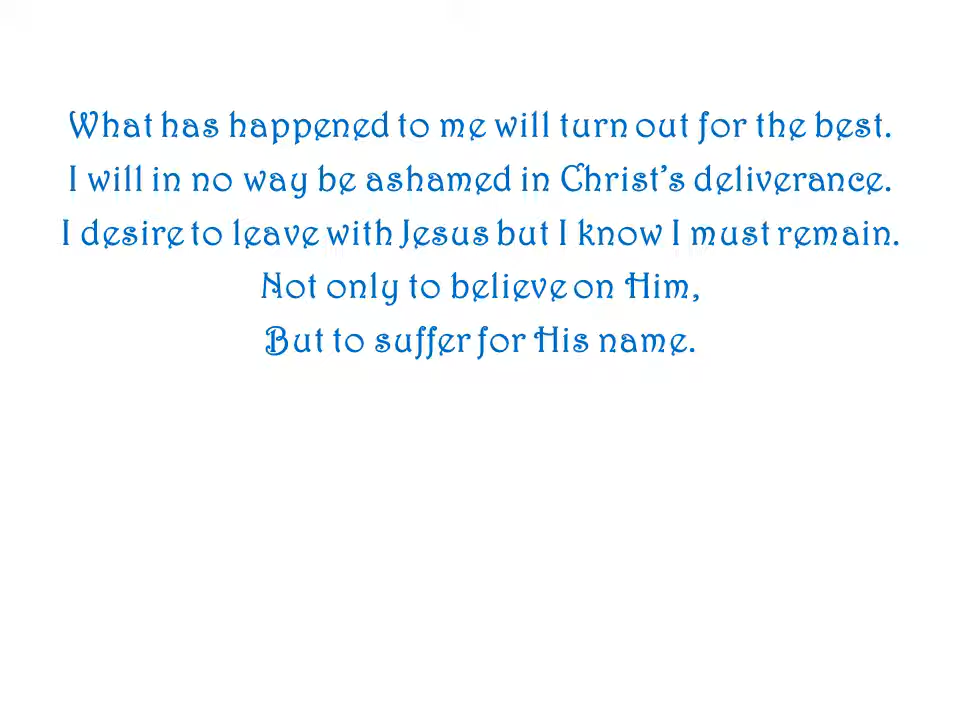 What has happened to me will turn out for the best.
I will in no way be ashamed in Christ’s deliverance.
I desire to leave with Jesus but I know I must remain.
Not only to believe on Him,
But to suffer for His name.